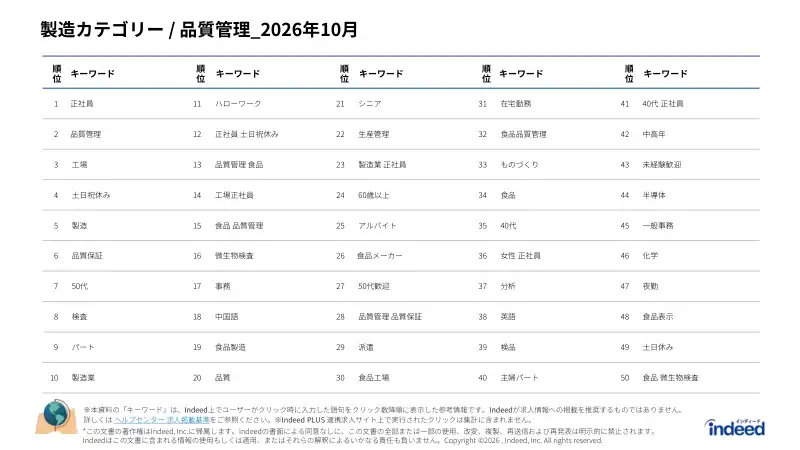 製造カテゴリー / 品質管理_2026年10月
順位 キーワード 順位 キーワード 順位 キーワード 順位 キーワード 順位 キーワード
1 正社員 11 ハローワーク 21 シニア 31 在宅勤務 41 40代 正社員
2 品質管理 12 正社員 土日祝休み 22 生産管理 32 食品品質管理 42 中高年
3 工場 13 品質管理 食品 23 製造業 正社員 33 ものづくり 43 未経験歓迎
4 土日祝休み 14 工場正社員 24 60歳以上 34 食品 44 半導体
5 製造 15 食品 品質管理 25 アルバイト 35 40代 45 一般事務
6 品質保証 16 微生物検査 26 食品メーカー 36 女性 正社員 46 化学
7 50代 17 事務 27 50代歓迎 37 分析 47 夜勤
8 検査 18 中国語 28 品質管理 品質保証 38 英語 48 食品表示
9 パート 19 食品製造 29 派遣 39 検品 49 土日休み
10 製造業 20 品質 30 食品工場 40 主婦パート 50 食品 微生物検査
※本資料の「キーワード」は、Indeed上でユーザーがクリック時に入力した語句をクリック数降順に表示した参考情報です。Indeedが求人情報への掲載を推奨するものではありません。
詳しくは ヘルプセンター 求人掲載基準をご参照ください。※Indeed PLUS 連携求人サイト上で実行されたクリックは集計に含まれません。
*この文書の著作権はIndeed, Inc.に帰属します。Indeedの書面による同意なしに、この文書の全部または一部の使用、改変、複製、再送信および再発表は明示的に禁止されます。
Indeedはこの文書に含まれる情報の使用もしくは適用、またはそれらの解釈によるいかなる責任も負いません。Copyright ©2026 , Indeed, Inc. All rights reserved.
インディード
indeed